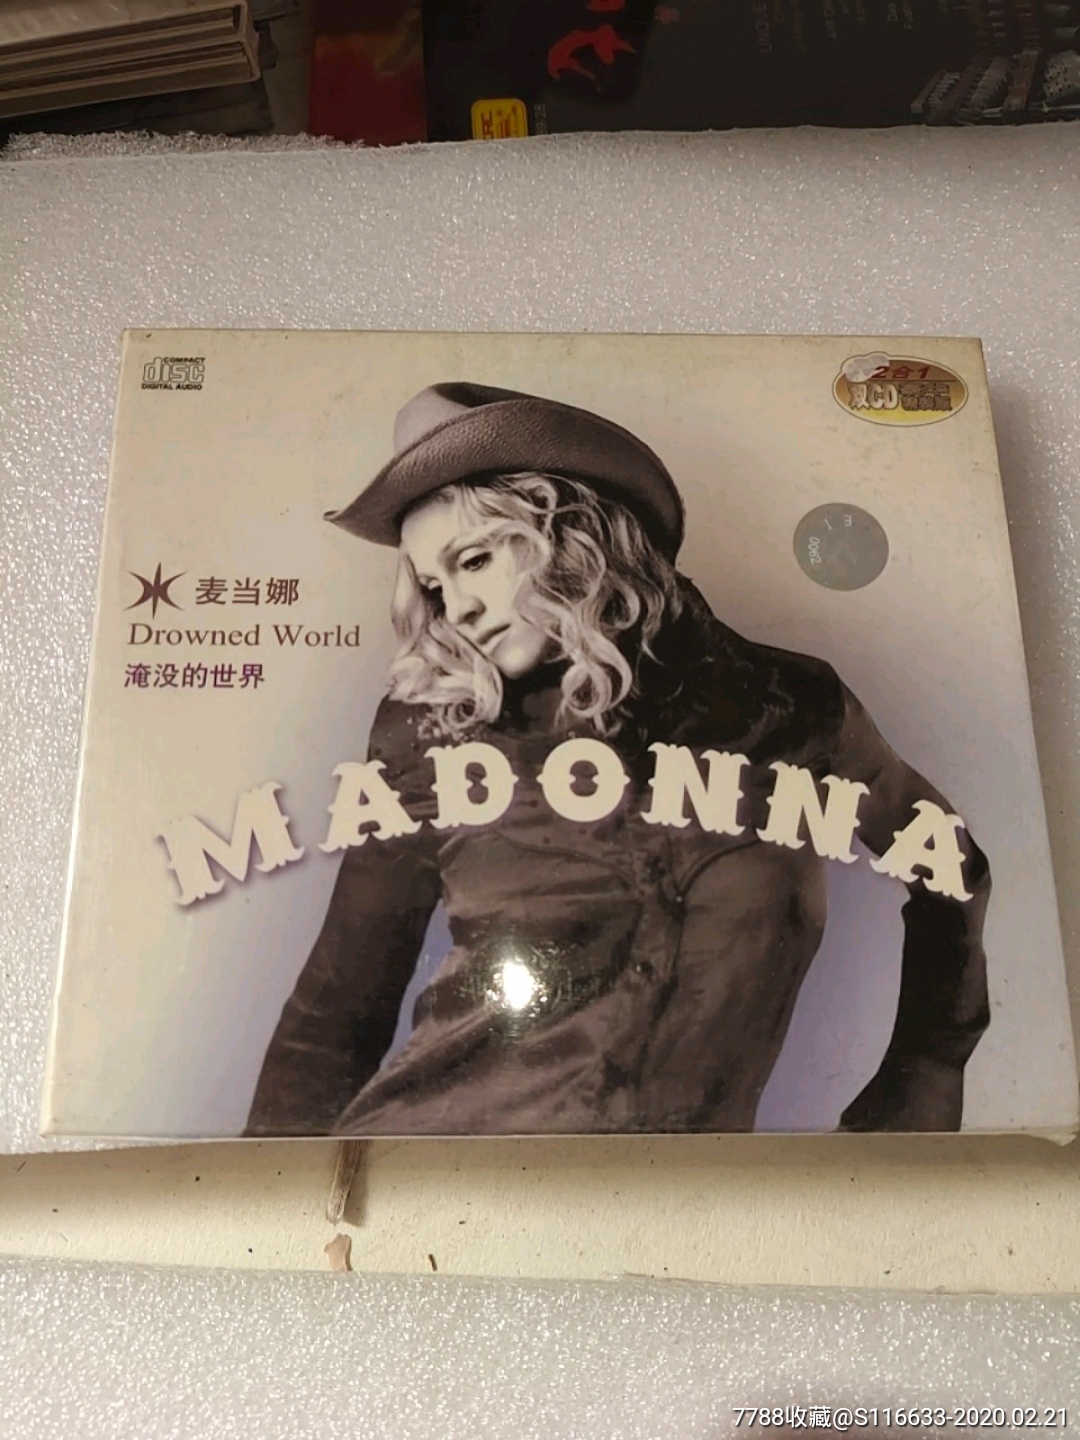 COMPACT
disc
DIGITAL AUDIO
2合1
双CD
麦当娜
Drowned World
淹没的世界
MADONNA
7788收藏@S116633-2020.02.21